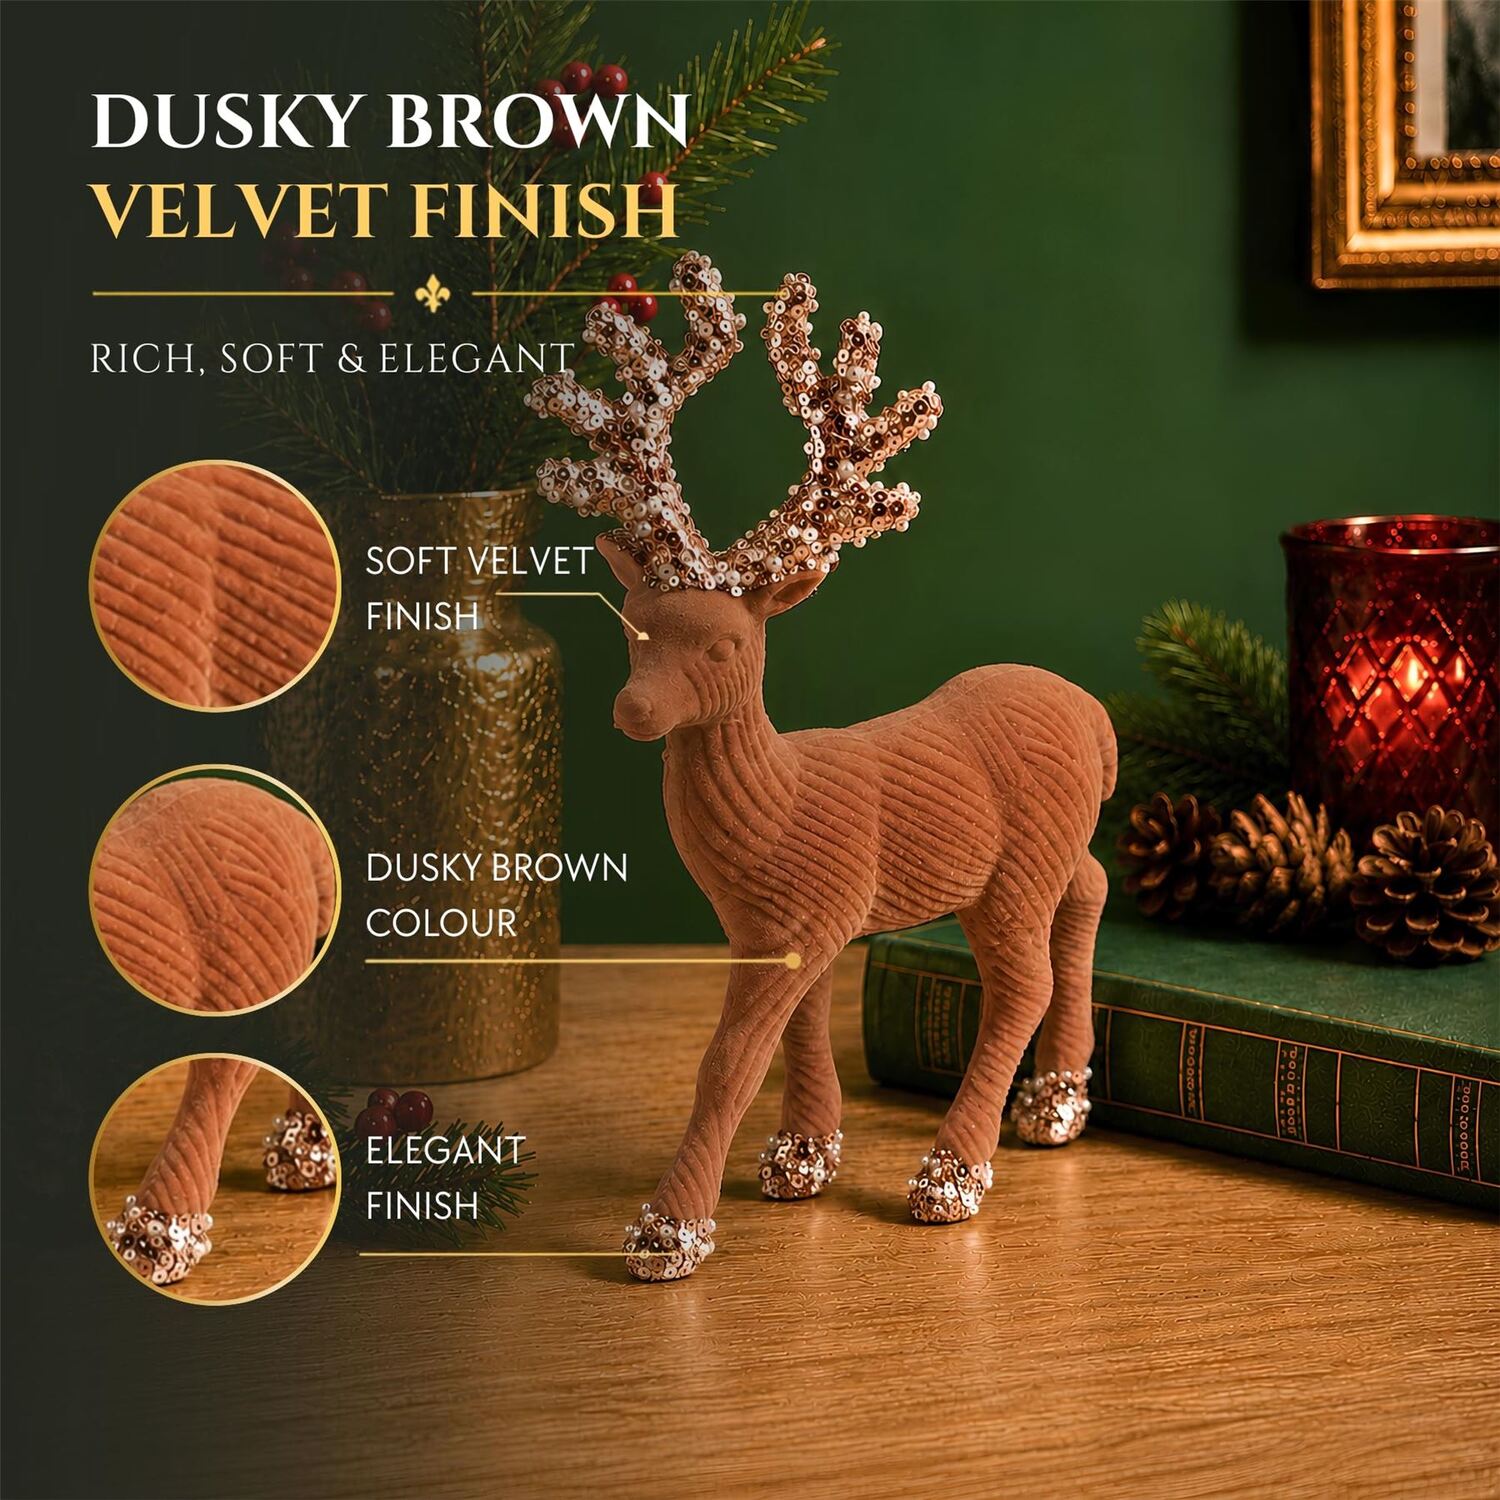 DUSKY BROWN
VELVET FINISH
RICH, SOFT & ELEGANT
SOFT VELVET
FINISH
DUSKY BROWN
COLOUR
ELEGANT
FINISH